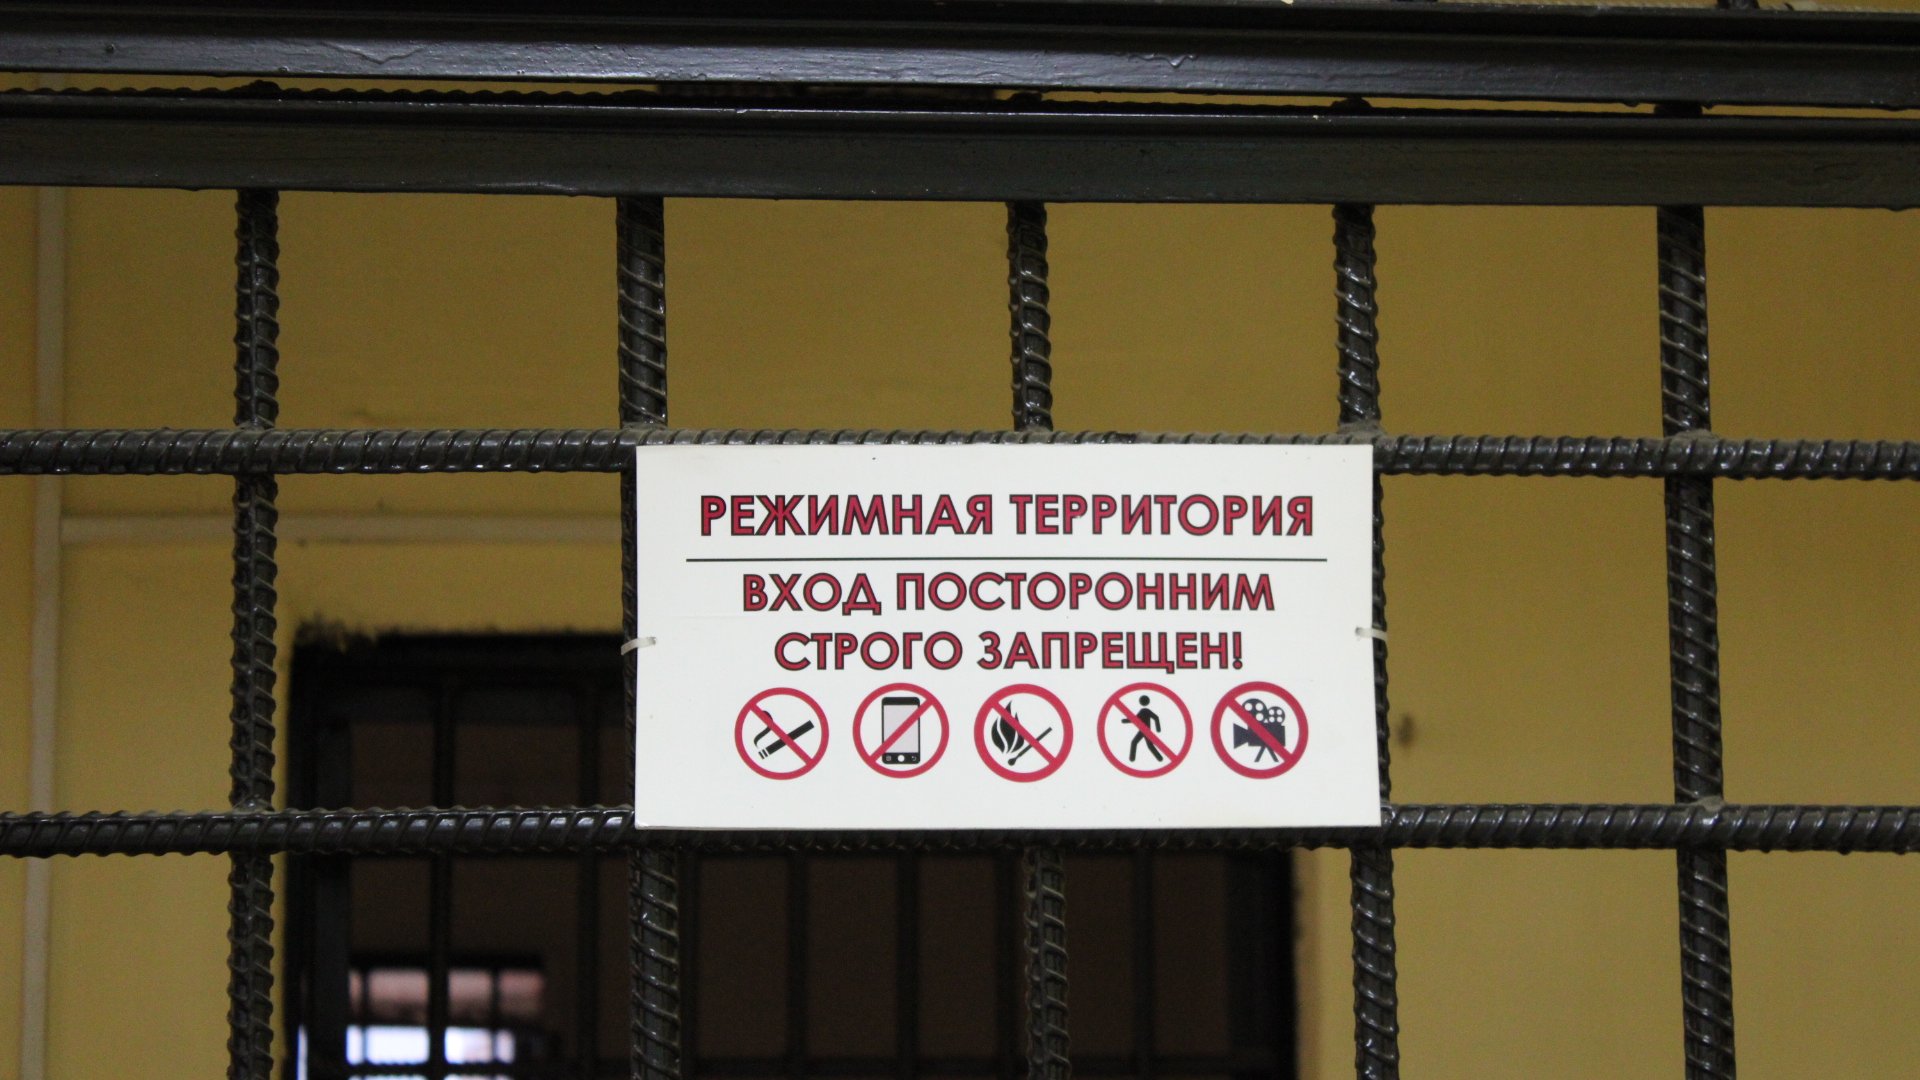 РЕЖИМНАЯ ТЕРРИТОРИЯ
ВХОД ПОСТОРОННИМ
СТРОГО ЗАПРЕЩЕН!